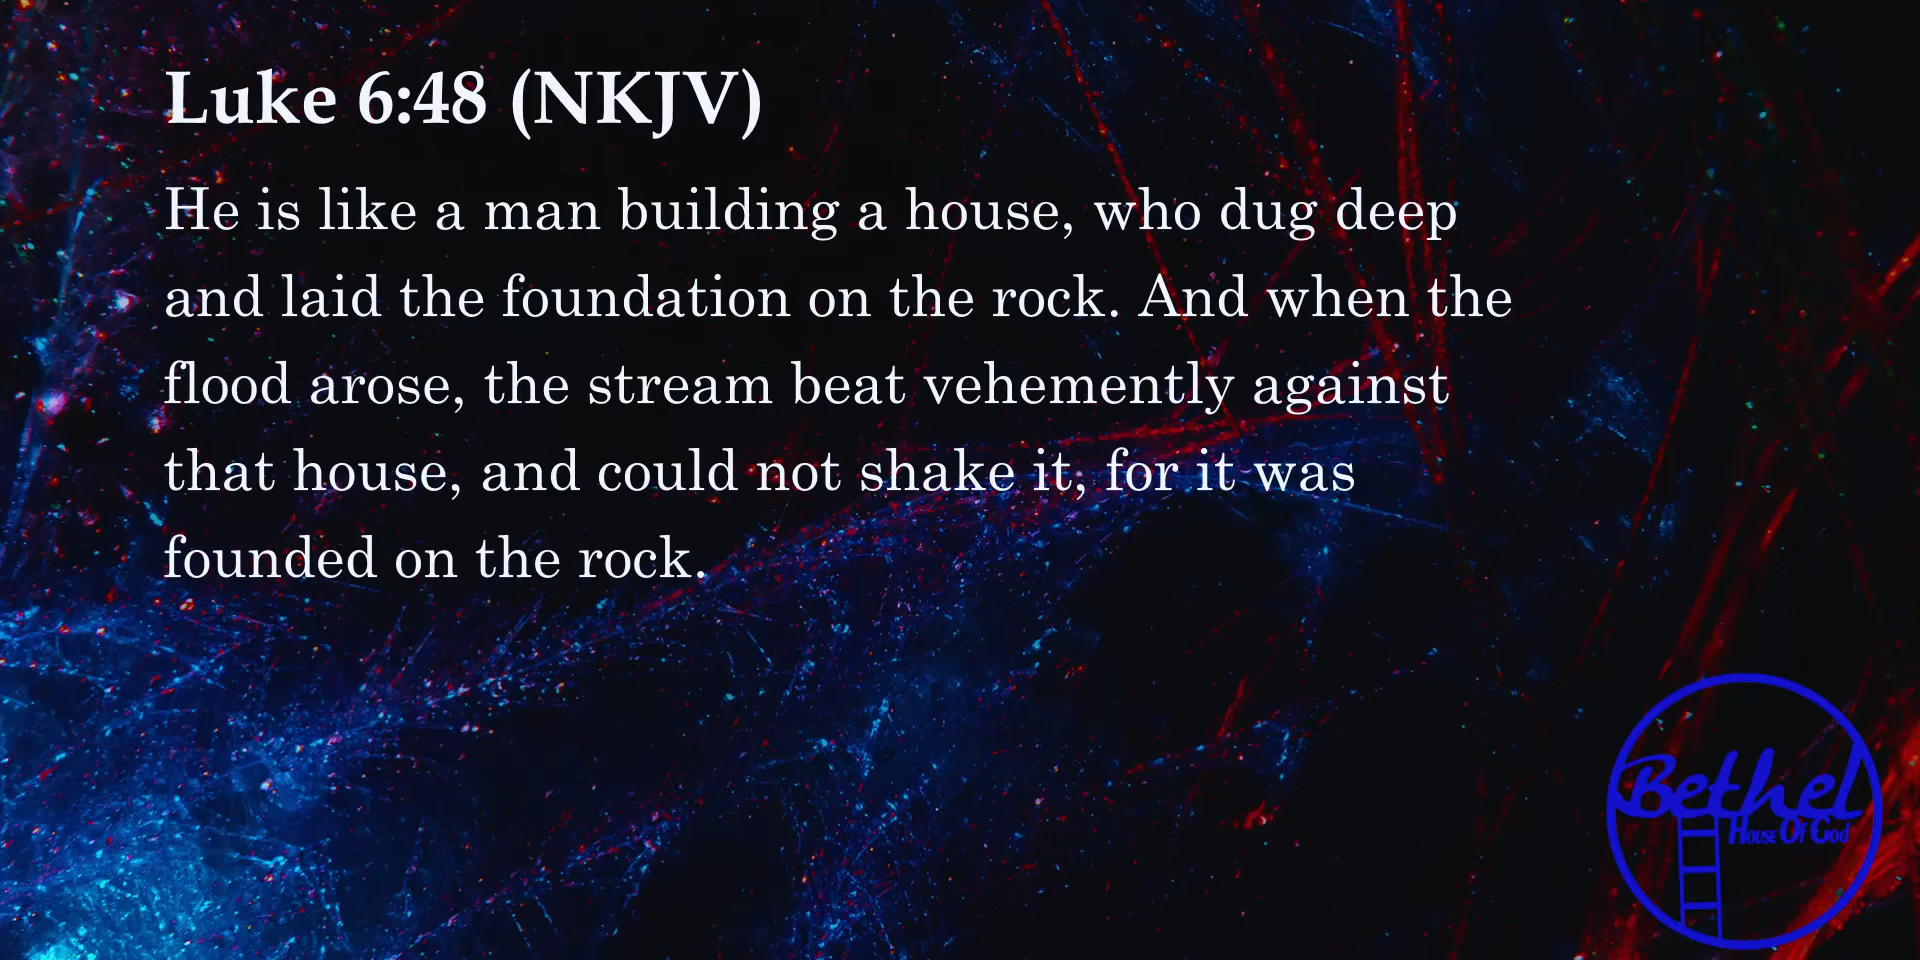 Luke 6:48 (NKJV)
He is like a man building a house, who dug deep
and laid the foundation on the rock. And when the
flood arose, the stream beat vehemently against
that house, and could not shake it, for it was
founded on the rock.
Bethel
House Of God